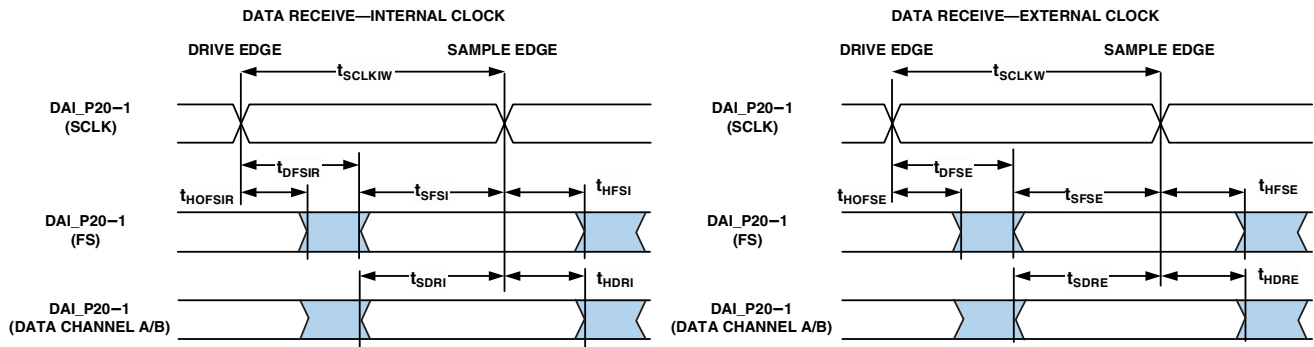 DATA RECEIVE—INTERNAL CLOCK
DRIVE EDGE SAMPLE EDGE
tSCLKIW
DAI_P20–1
(SCLK)
tDFSIR
tHOFSIR tSFSI tHFSI
DAI_P20–1
(FS)
tSDRI tHDRI
DAI_P20–1
(DATA CHANNEL A/B)
DATA RECEIVE—EXTERNAL CLOCK
DRIVE EDGE SAMPLE EDGE
tSCLKW
DAI_P20–1
(SCLK)
tDFSE
tHOFSE tSFSE tHFSE
DAI_P20–1
(FS)
tSDRE tHDRE
DAI_P20–1
(DATA CHANNEL A/B)